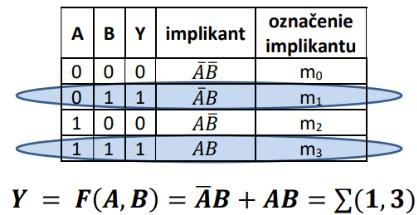 A B Y implikant označenie implikantu
0 0 0 A̅B̅ m₀
0 1 1 A̅B m₁
1 0 0 AB̅ m₂
1 1 1 AB m₃
Y = F(A, B) = A̅B + AB = ∑(1, 3)